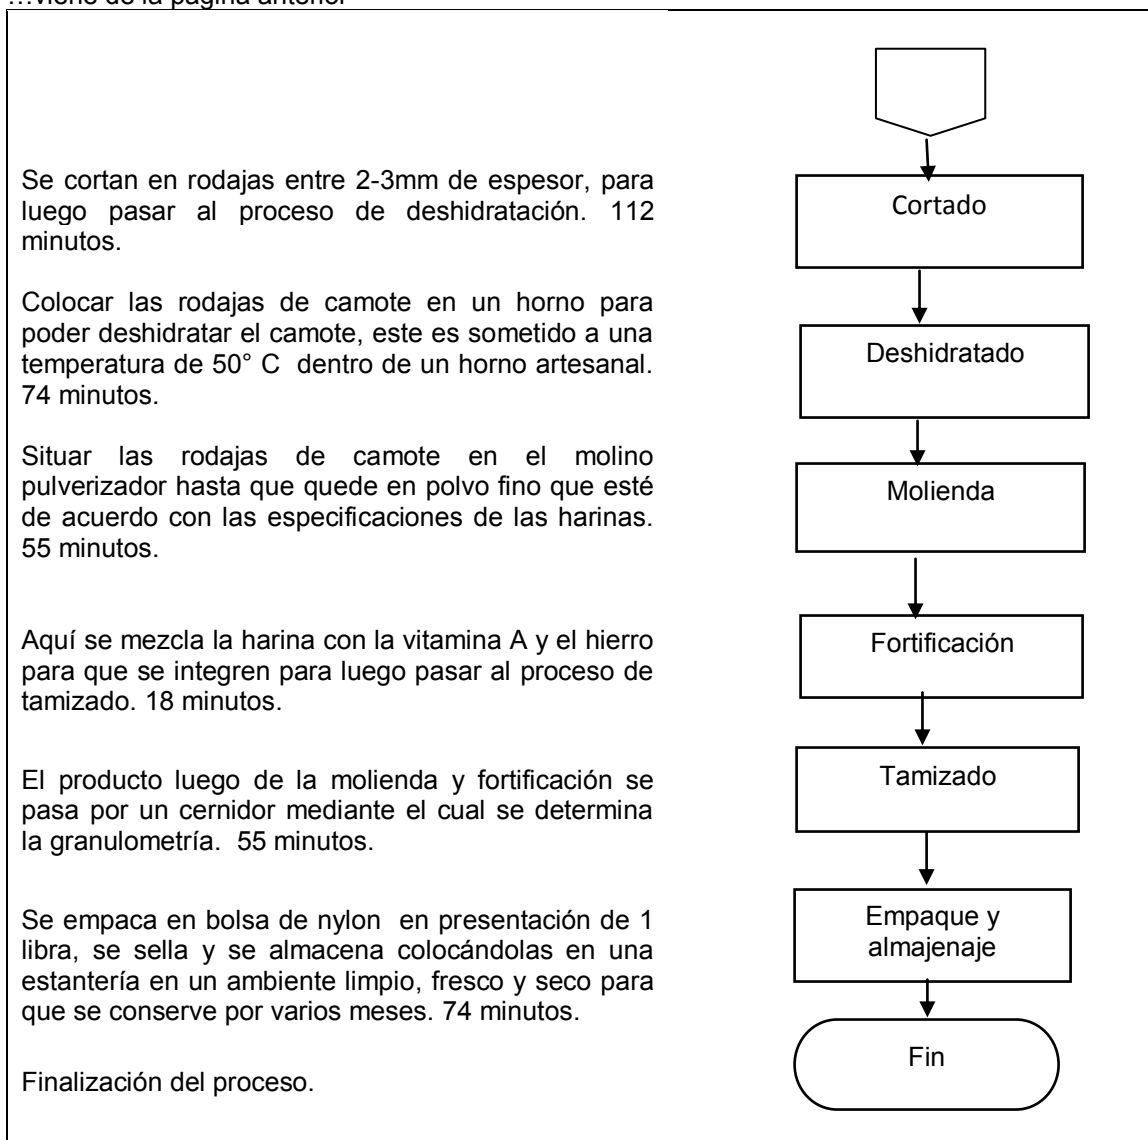 …viene de la página anterior
Se cortan en rodajas entre 2-3mm de espesor, para
luego pasar al proceso de deshidratación. 112
minutos.
Cortado
Colocar las rodajas de camote en un horno para
poder deshidratar el camote, este es sometido a una
temperatura de 50° C dentro de un horno artesanal.
74 minutos.
Deshidratado
Situar las rodajas de camote en el molino
pulverizador hasta que quede en polvo fino que esté
de acuerdo con las especificaciones de las harinas.
55 minutos.
Molienda
Aquí se mezcla la harina con la vitamina A y el hierro
para que se integren para luego pasar al proceso de
tamizado. 18 minutos.
Fortificación
El producto luego de la molienda y fortificación se
pasa por un cernidor mediante el cual se determina
la granulometría. 55 minutos.
Tamizado
Se empaca en bolsa de nylon en presentación de 1
libra, se sella y se almacena colocándolas en una
estantería en un ambiente limpio, fresco y seco para
que se conserve por varios meses. 74 minutos.
Empaque y
almajenaje
Finalización del proceso.
Fin